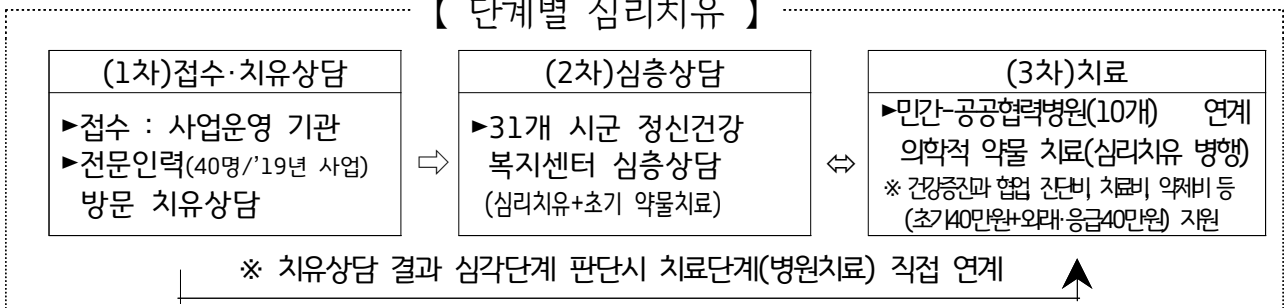 【 단계별 심리치유 】
(1차)접수·치유상담
►접수 : 사업운영 기관
►전문인력(40명/'19년 사업)
방문 치유상담
⇨
(2차)심층상담
►31개 시군 정신건강
복지센터 심층상담
(심리치유+초기 약물치료)
⇔
(3차)치료
►민간-공공협력병원(10개) 연계
의학적 약물 치료(심리치유 병행)
※ 건강증진과 협업, 진단비, 치료비, 약제비 등
(초기40만원+외래·응급40만원) 지원
※ 치유상담 결과 심각단계 판단시 치료단계(병원치료) 직접 연계